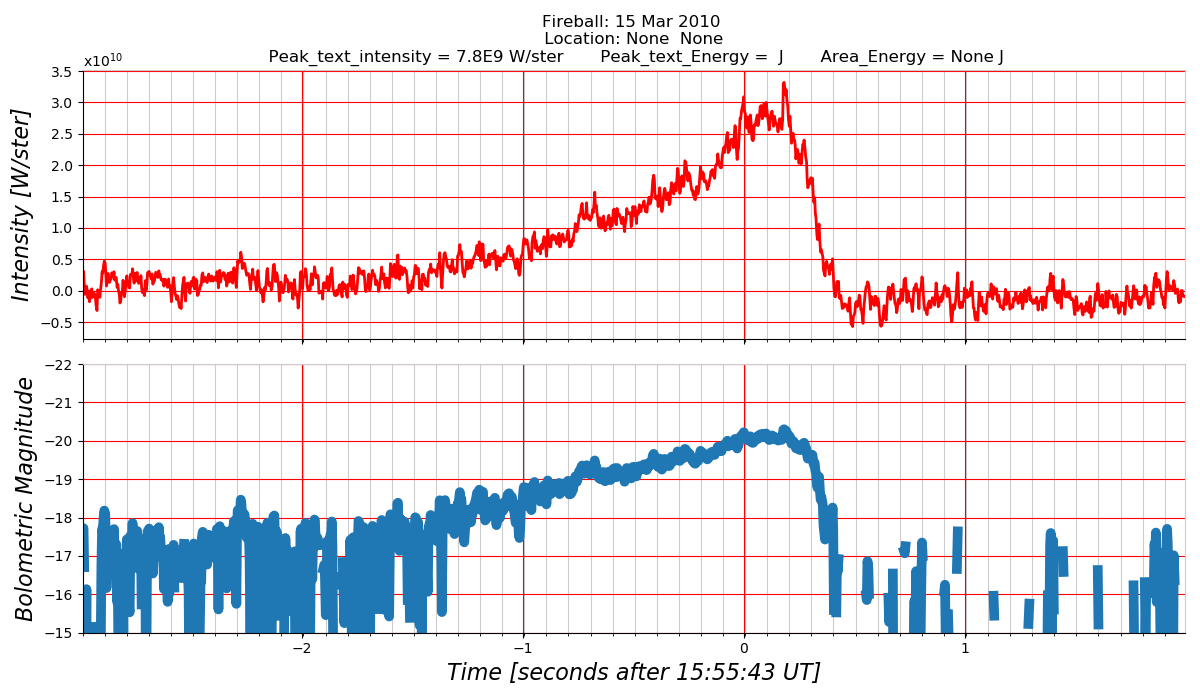 Fireball: 15 Mar 2010
Location: None  None
Peak_text_intensity = 7.8E9 W/ster       Peak_text_Energy =  J       Area_Energy = None J
x10¹⁰
3.5
3.0
2.5
2.0
1.5
1.0
0.5
0.0
−0.5
Intensity [W/ster]
−22
−21
−20
−19
−18
−17
−16
−15
Bolometric Magnitude
−2 −1 0 1
Time [seconds after 15:55:43 UT]